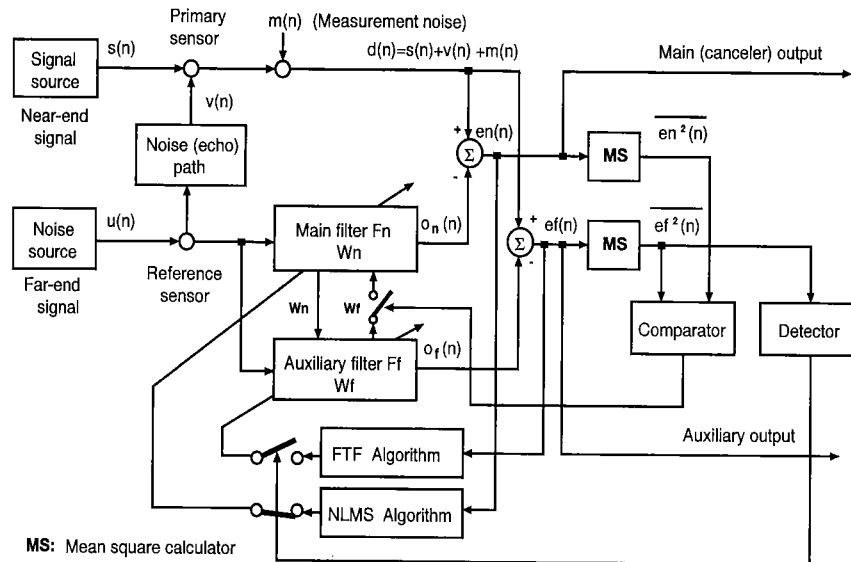 Primary
sensor
m(n) (Measurement noise)
s(n)
d(n)=s(n)+v(n) +m(n)
Main (canceler) output
Signal
source
Near-end
signal
v(n)
Noise (echo)
path
+
en(n)
Σ
-
MS
en²(n)
Noise
source
u(n)
Far-end
signal
Reference
sensor
Main filter Fn
Wn
oₙ(n)
+
ef(n)
Σ
-
MS
ef²(n)
Wn
Wf
Comparator
Detector
Auxiliary filter Ff
Wf
o_f(n)
Auxiliary output
FTF Algorithm
NLMS Algorithm
MS: Mean square calculator